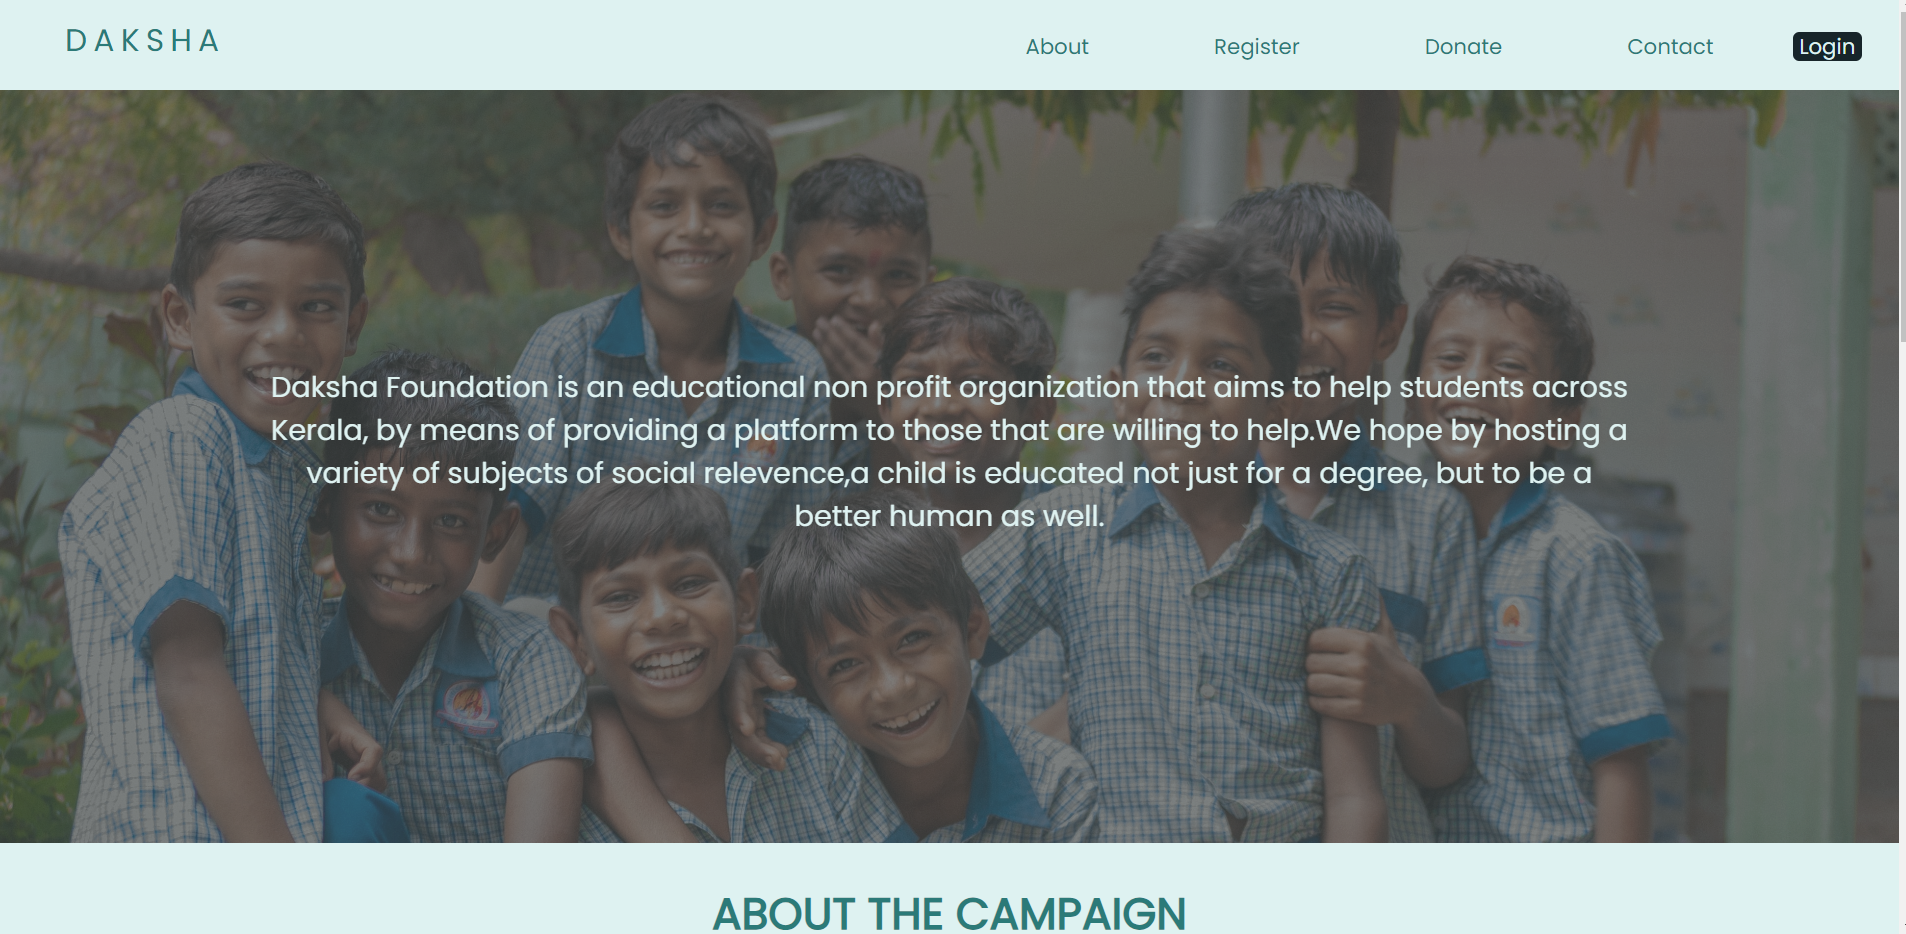 DAKSHA
About
Register
Donate
Contact
Login
Daksha Foundation is an educational non profit organization that aims to help students across
Kerala, by means of providing a platform to those that are willing to help.We hope by hosting a
variety of subjects of social relevence,a child is educated not just for a degree, but to be a
better human as well.
ABOUT THE CAMPAIGN